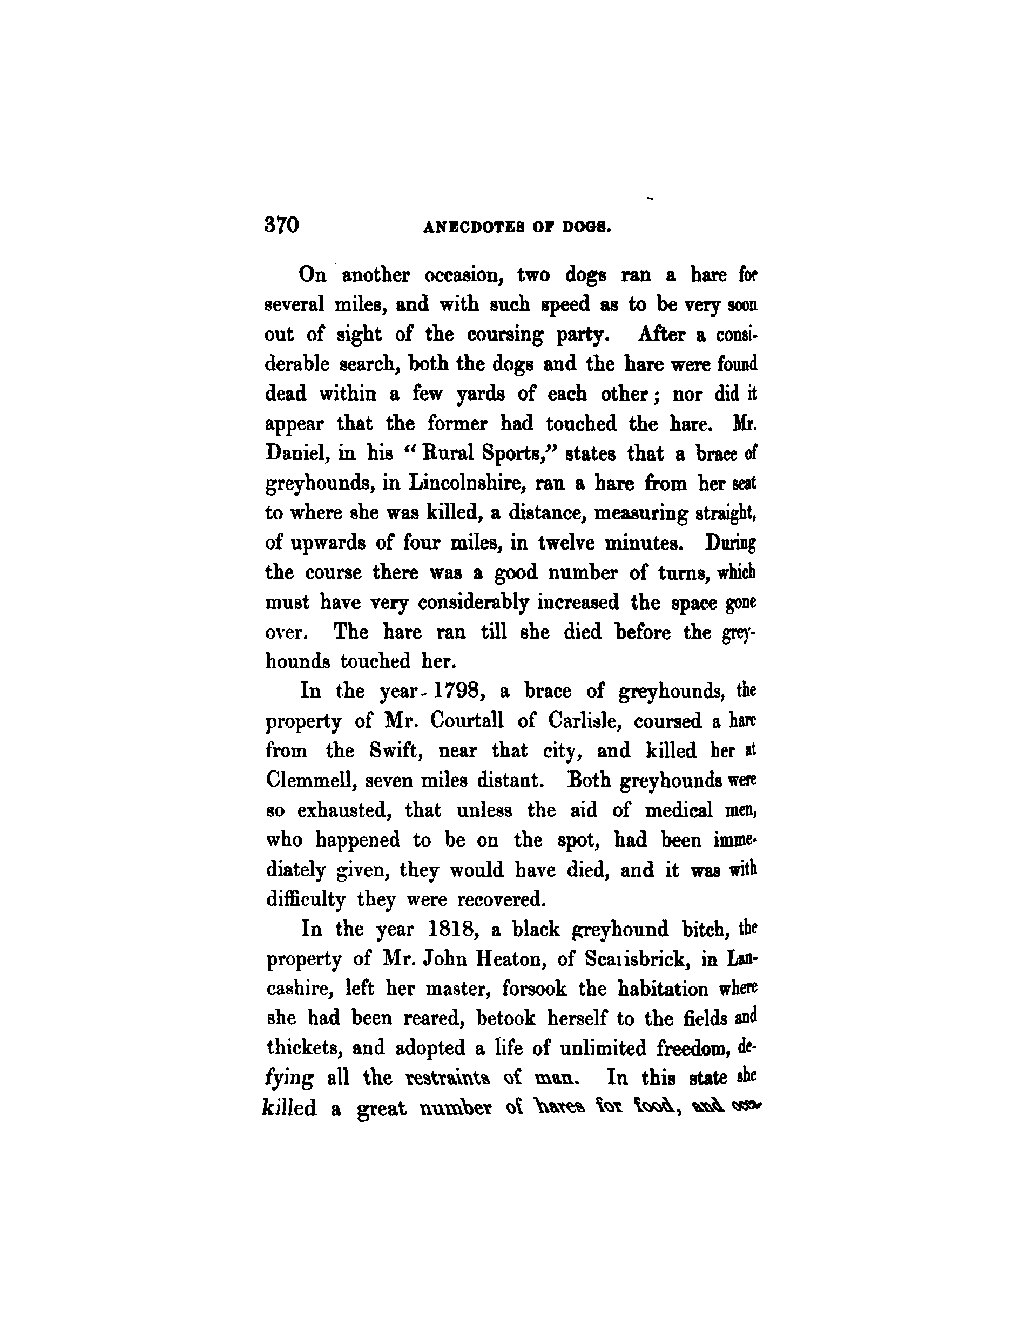 370 ANECDOTES OF DOGS.
On another occasion, two dogs ran a hare for
several miles, and with such speed as to be very soon
out of sight of the coursing party. After a consi-
derable search, both the dogs and the hare were found
dead within a few yards of each other; nor did it
appear that the former had touched the hare. Mr.
Daniel, in his “Rural Sports,” states that a brace of
greyhounds, in Lincolnshire, ran a hare from her seat
to where she was killed, a distance, measuring straight,
of upwards of four miles, in twelve minutes. During
the course there was a good number of turns, which
must have very considerably increased the space gone
over. The hare ran till she died before the grey-
hounds touched her.
In the year 1798, a brace of greyhounds, the
property of Mr. Courtall of Carlisle, coursed a hare
from the Swift, near that city, and killed her at
Clemmell, seven miles distant. Both greyhounds were
so exhausted, that unless the aid of medical men,
who happened to be on the spot, had been imme-
diately given, they would have died, and it was with
difficulty they were recovered.
In the year 1818, a black greyhound bitch, the
property of Mr. John Heaton, of Scarisbrick, in Lan-
cashire, left her master, forsook the habitation where
she had been reared, betook herself to the fields and
thickets, and adopted a life of unlimited freedom, de-
fying all the restraints of man. In this state she
killed a great number of hares for food, and occa-